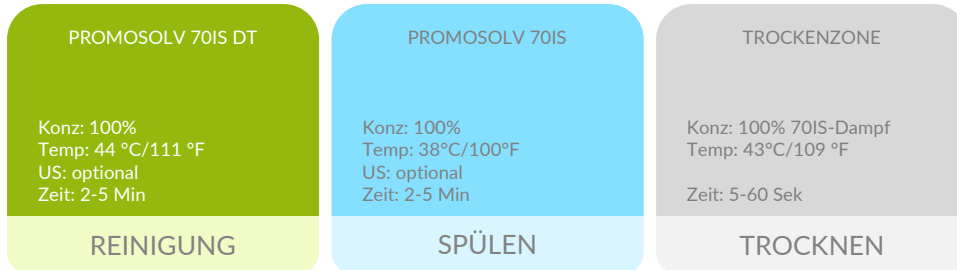 PROMOSOLV 70IS DT
Konz: 100%
Temp: 44 °C/111 °F
US: optional
Zeit: 2-5 Min
REINIGUNG
PROMOSOLV 70IS
Konz: 100%
Temp: 38°C/100°F
US: optional
Zeit: 2-5 Min
SPÜLEN
TROCKENZONE
Konz: 100% 70IS-Dampf
Temp: 43°C/109 °F
Zeit: 5-60 Sek
TROCKNEN